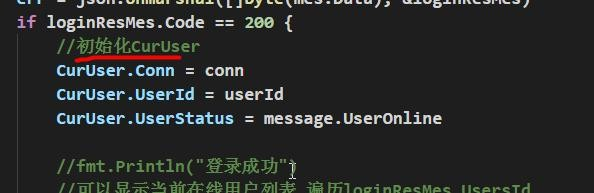 err = json.Unmarshal([]byte(mes.Data), &loginResMes)
if loginResMes.Code == 200 {
//初始化CurUser
CurUser.Conn = conn
CurUser.UserId = userId
CurUser.UserStatus = message.UserOnline
//fmt.Println("登录成功")
//可以显示当前在线用户列表 遍历loginResMes.UsersId